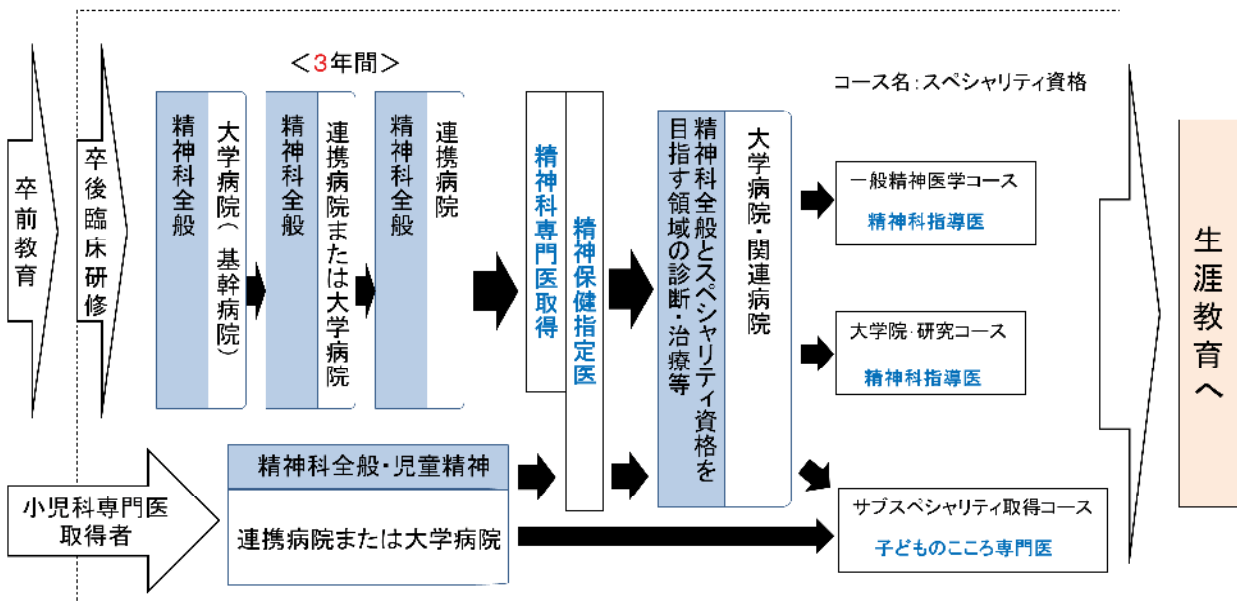 ＜3年間＞
コース名：スペシャリティ資格
卒前教育
卒後臨床研修
精神科全般
大学病院（基幹病院）
精神科全般
連携病院または大学病院
精神科全般
連携病院
精神科専門医取得
精神保健指定医
精神科全般とスペシャリティ資格を
目指す領域の診断・治療等
大学病院・関連病院
一般精神医学コース
精神科指導医
大学院・研究コース
精神科指導医
生涯教育へ
小児科専門医
取得者
精神科全般・児童精神
連携病院または大学病院
サブスペシャリティ取得コース
子どものこころ専門医